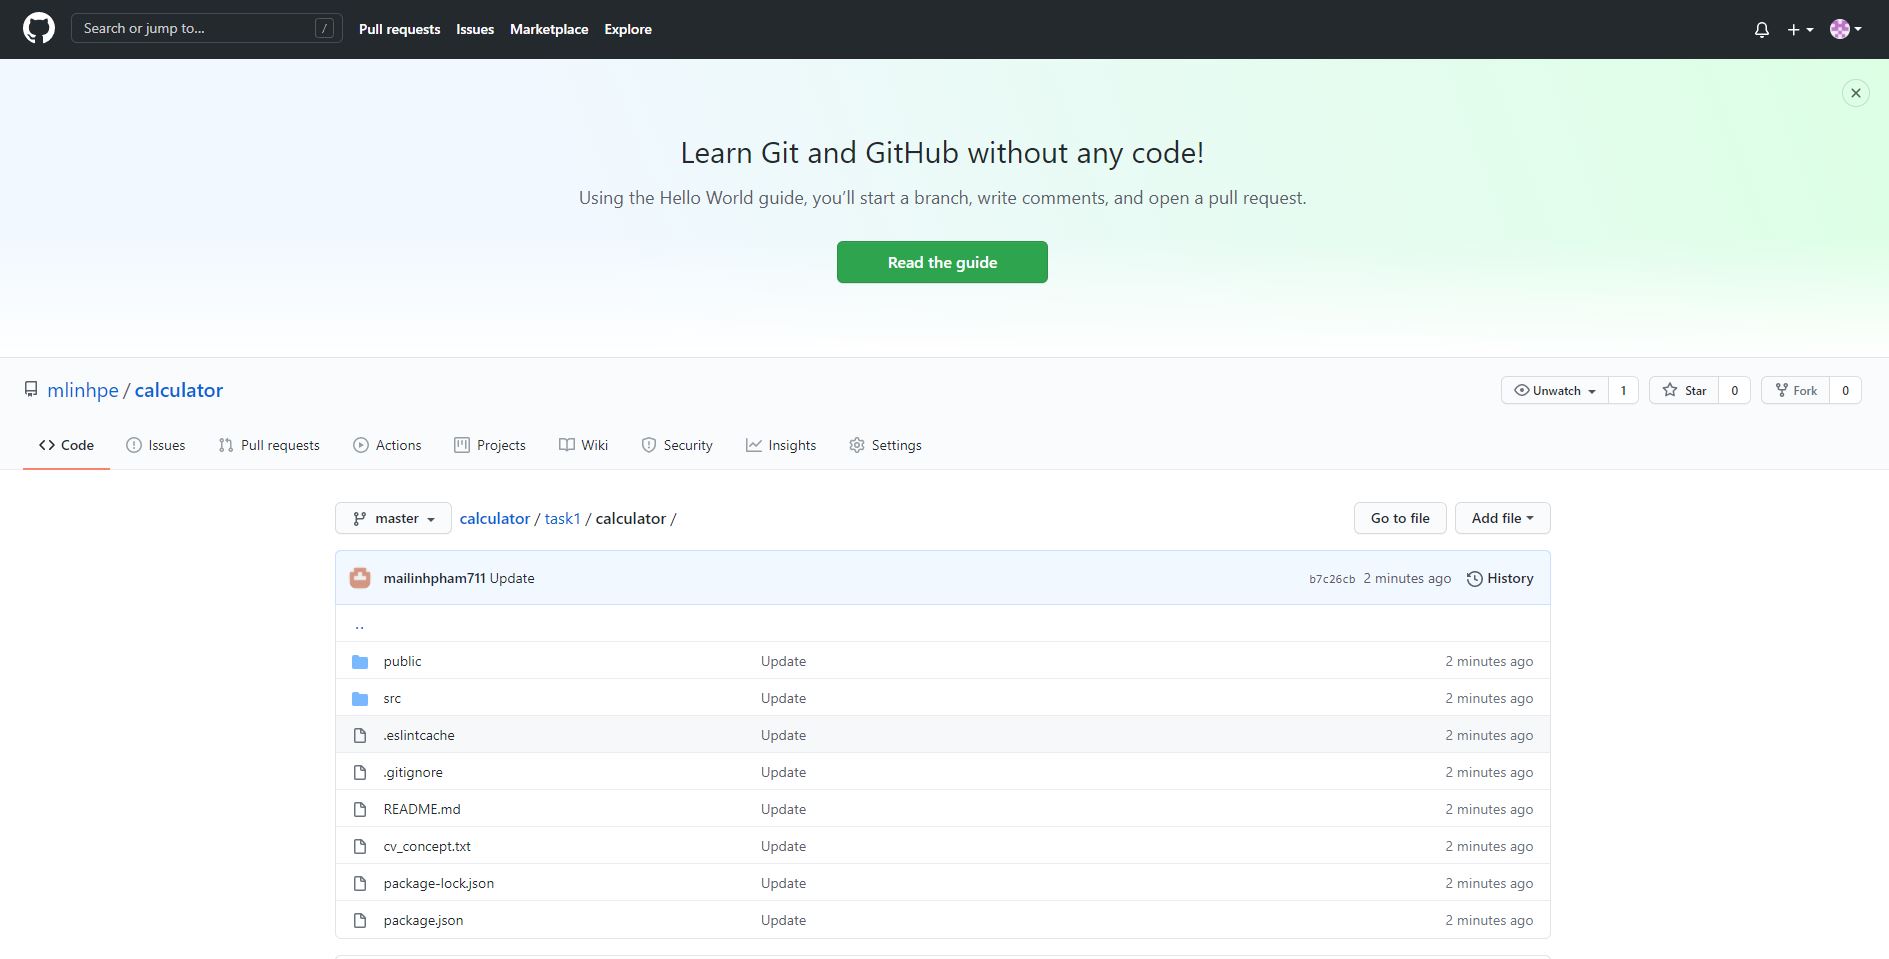 Search or jump to... / Pull requests Issues Marketplace Explore
Learn Git and GitHub without any code!
Using the Hello World guide, you'll start a branch, write comments, and open a pull request.
Read the guide
mlinhpe / calculator Unwatch 1 Star 0 Fork 0
Code Issues Pull requests Actions Projects Wiki Security Insights Settings
master calculator / task1 / calculator / Go to file Add file
mailinhpham711 Update b7c26cb 2 minutes ago History
..
public Update 2 minutes ago
src Update 2 minutes ago
.eslintcache Update 2 minutes ago
.gitignore Update 2 minutes ago
README.md Update 2 minutes ago
cv_concept.txt Update 2 minutes ago
package-lock.json Update 2 minutes ago
package.json Update 2 minutes ago